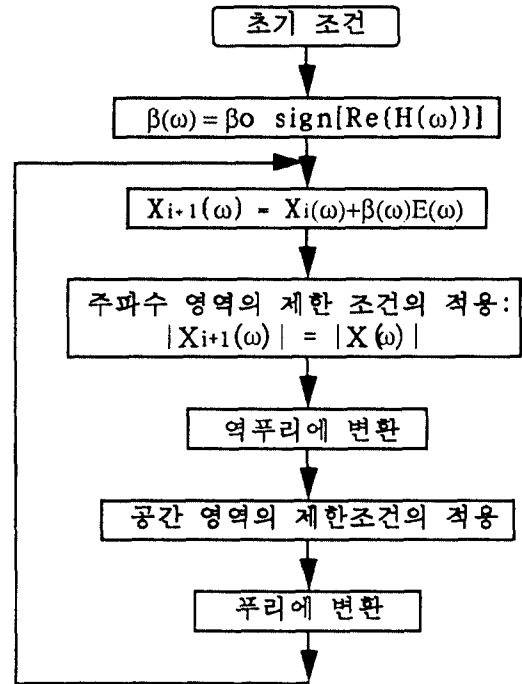 초기 조건
β(ω) = βo sign[Re{H(ω)}]
Xi+1(ω) = Xi(ω)+β(ω)E(ω)
주파수 영역의 제한 조건의 적용:
|Xi+1(ω)| = |X(ω)|
역푸리에 변환
공간 영역의 제한조건의 적용
푸리에 변환